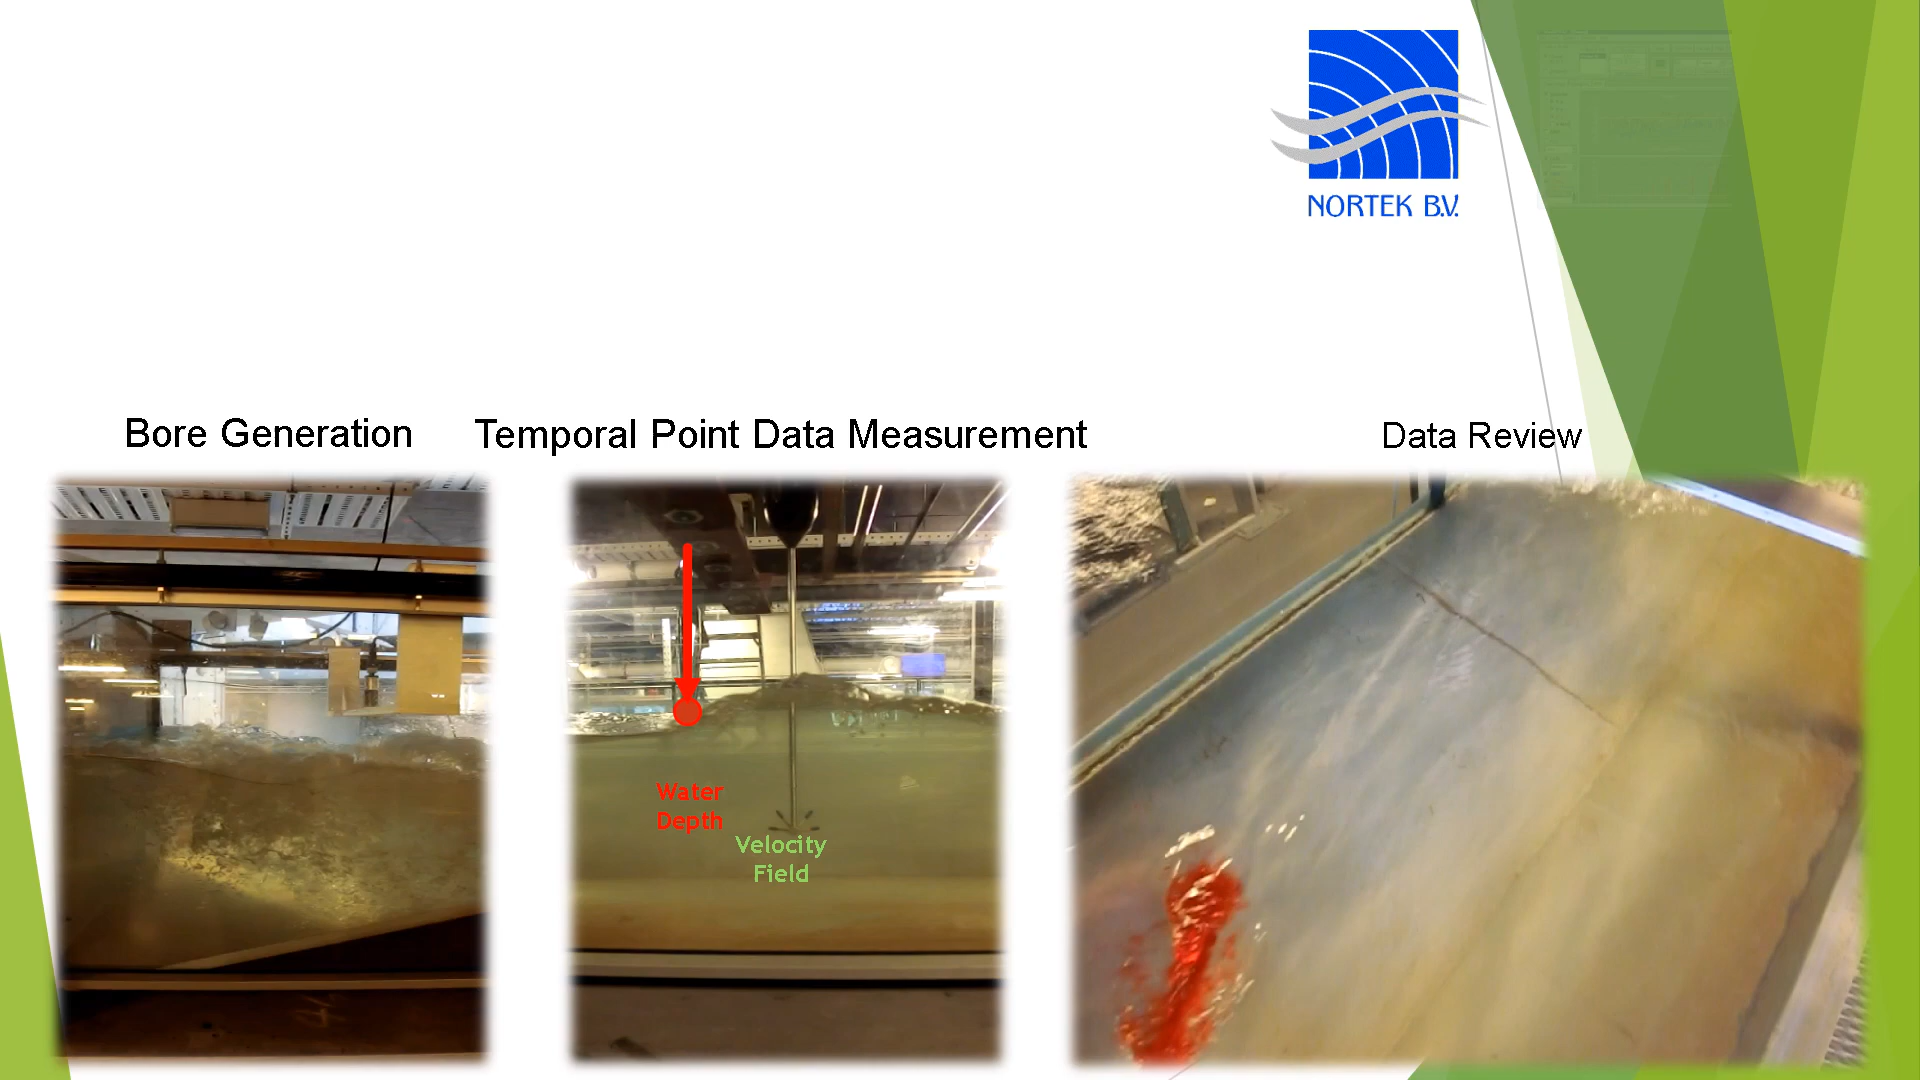 NORTEK B.V.
Bore Generation
Temporal Point Data Measurement
Data Review
Water
Depth
Velocity
Field